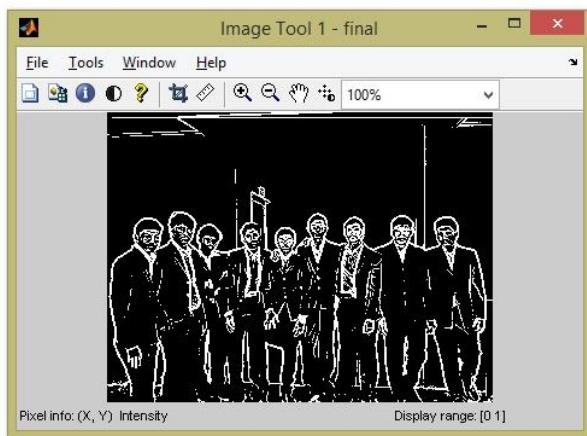 Image Tool 1 - final
File Tools Window Help
100%
Pixel info: (X, Y) Intensity Display range: [0 1]